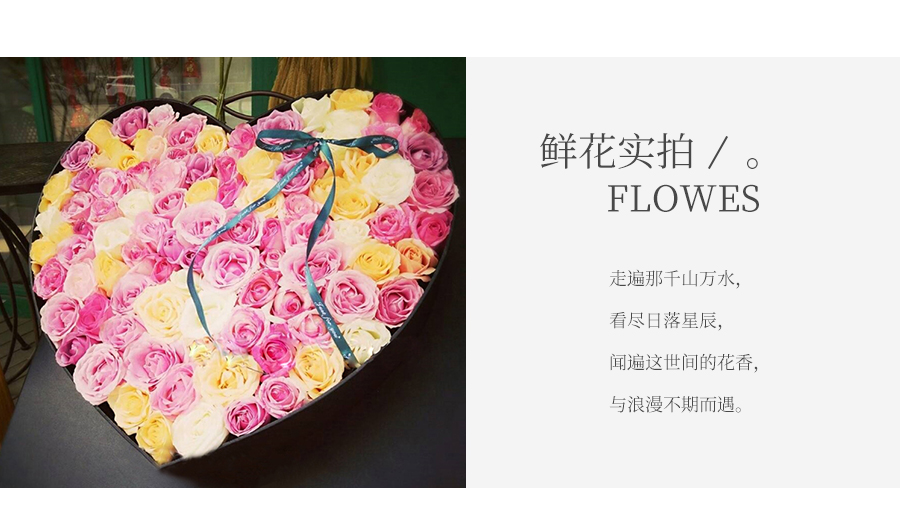 鲜花实拍 / 。
FLOWES
走遍那千山万水，
看尽日落星辰，
闻遍这世间的花香，
与浪漫不期而遇。